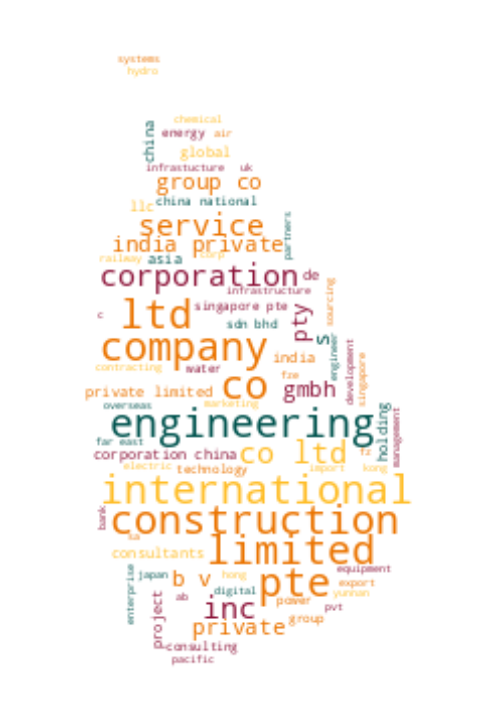 systems
hydro
chemical
china
energy air
global
infrastucture uk
group co
china national
llc
service
partners
india private
railway asia corp
corporation de
infrastructure
sourcing
singapore pte
c
ltd
pty
sdn bhd
s
engineer
company
india
development
singapore
contracting water
fze
private limited co gmbh
overseas
marketing
engineering
holding
management
far east
corporation china co ltd fz
electric technology import kong
international
bank
construction
sa
limited
consultants
enterprise
japan b v hong pte equipment
export
digital
ab
power yunnan
project
inc
pvt
private group
consulting
pacific